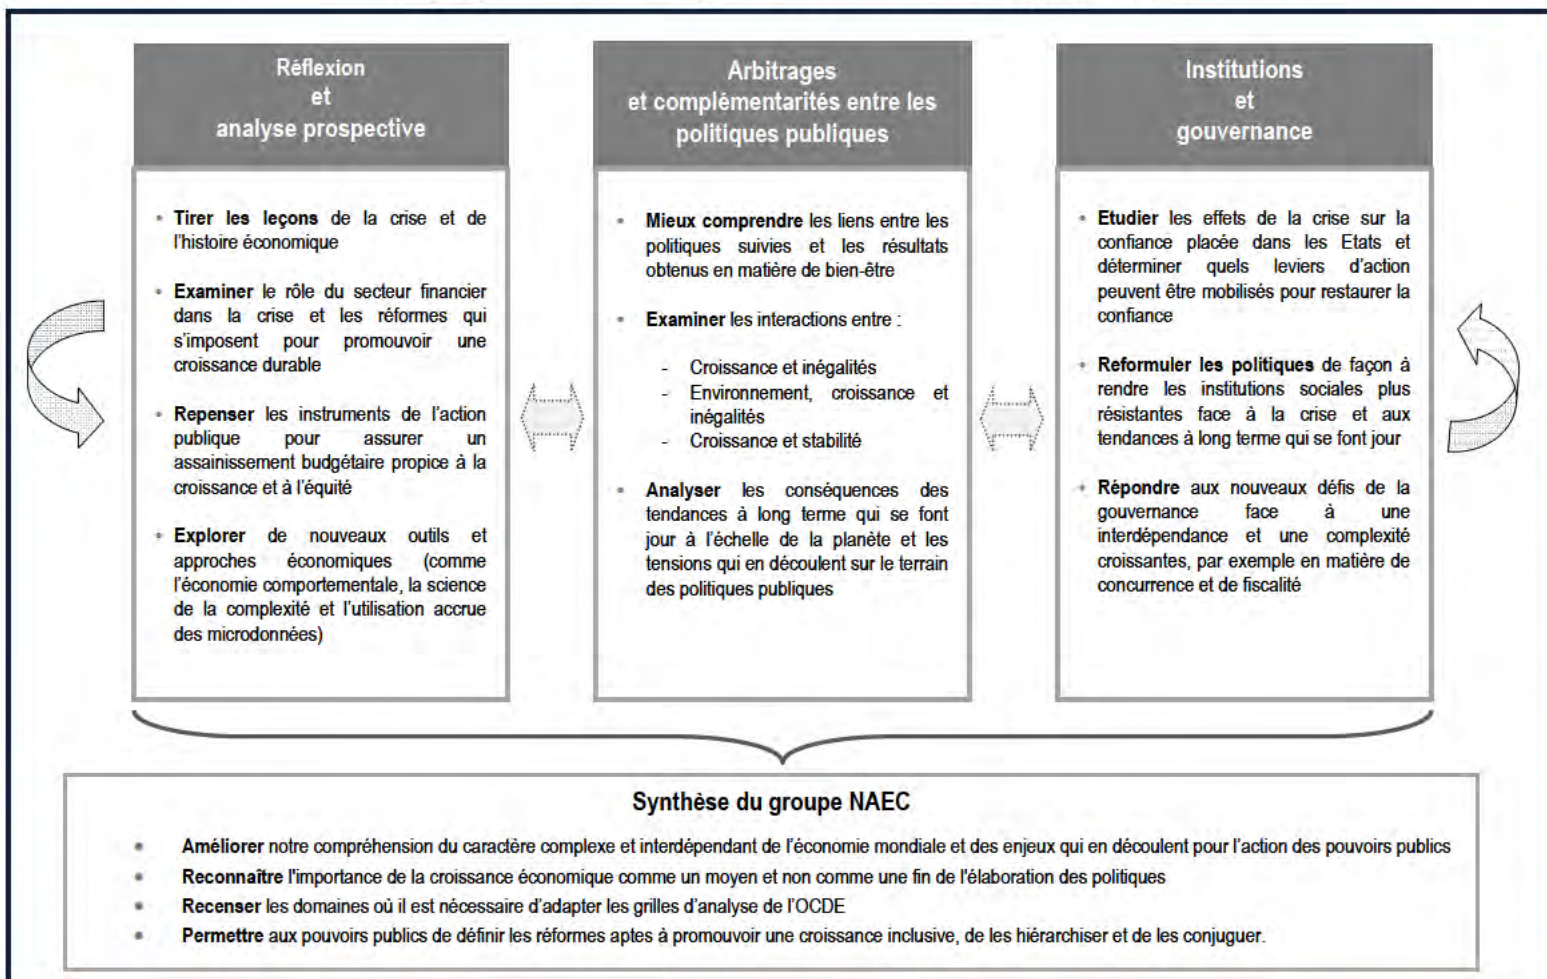 Réflexion
et
analyse prospective
• Tirer les leçons de la crise et de
l'histoire économique
• Examiner le rôle du secteur financier
dans la crise et les réformes qui
s'imposent pour promouvoir une
croissance durable
• Repenser les instruments de l'action
publique pour assurer un
assainissement budgétaire propice à la
croissance et à l'équité
• Explorer de nouveaux outils et
approches économiques (comme
l'économie comportementale, la science
de la complexité et l'utilisation accrue
des microdonnées)
Arbitrages
et complémentarités entre les
politiques publiques
• Mieux comprendre les liens entre les
politiques suivies et les résultats
obtenus en matière de bien-être
• Examiner les interactions entre :
- Croissance et inégalités
- Environnement, croissance et
inégalités
- Croissance et stabilité
• Analyser les conséquences des
tendances à long terme qui se font
jour à l'échelle de la planète et les
tensions qui en découlent sur le terrain
des politiques publiques
Institutions
et
gouvernance
• Etudier les effets de la crise sur la
confiance placée dans les Etats et
déterminer quels leviers d'action
peuvent être mobilisés pour restaurer la
confiance
• Reformuler les politiques de façon à
rendre les institutions sociales plus
résistantes face à la crise et aux
tendances à long terme qui se font jour
• Répondre aux nouveaux défis de la
gouvernance face à une
interdépendance et une complexité
croissantes, par exemple en matière de
concurrence et de fiscalité
Synthèse du groupe NAEC
• Améliorer notre compréhension du caractère complexe et interdépendant de l'économie mondiale et des enjeux qui en découlent pour l'action des pouvoirs publics
• Reconnaître l'importance de la croissance économique comme un moyen et non comme une fin de l'élaboration des politiques
• Recenser les domaines où il est nécessaire d'adapter les grilles d'analyse de l'OCDE
• Permettre aux pouvoirs publics de définir les réformes aptes à promouvoir une croissance inclusive, de les hiérarchiser et de les conjuguer.